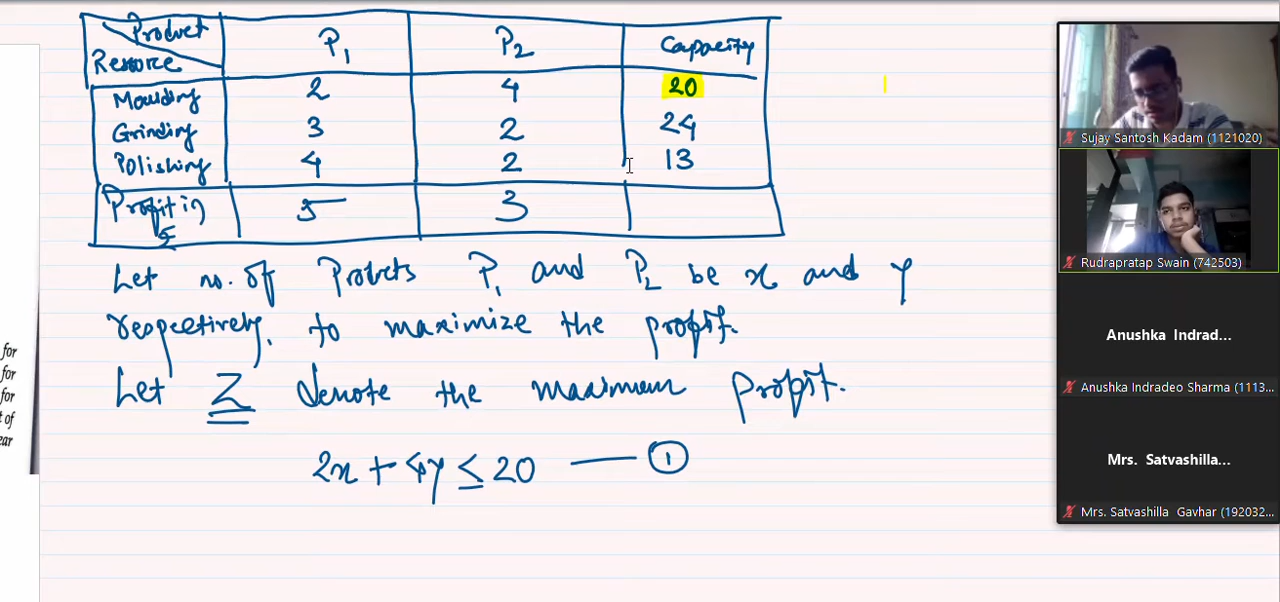 Product
Resorce P1 P2 Capacity
Moulding 2 4 20
Grinding 3 2 24
Polishing 4 2 13
Profit in 5 3
Let no. of P1 and P2 be x and y
respectively, to maximize the profit.
Let Z denote the maximum profit.
2x + 4y ≤ 20 — ①
for
for
for
t of
ear
Sujay Santosh Kadam (1121020)
Rudrapratap Swain (742503)
Anushka Indrad...
Anushka Indradeo Sharma (1113...
Mrs. Satvashilla...
Mrs. Satvashilla Gavhar (192032...